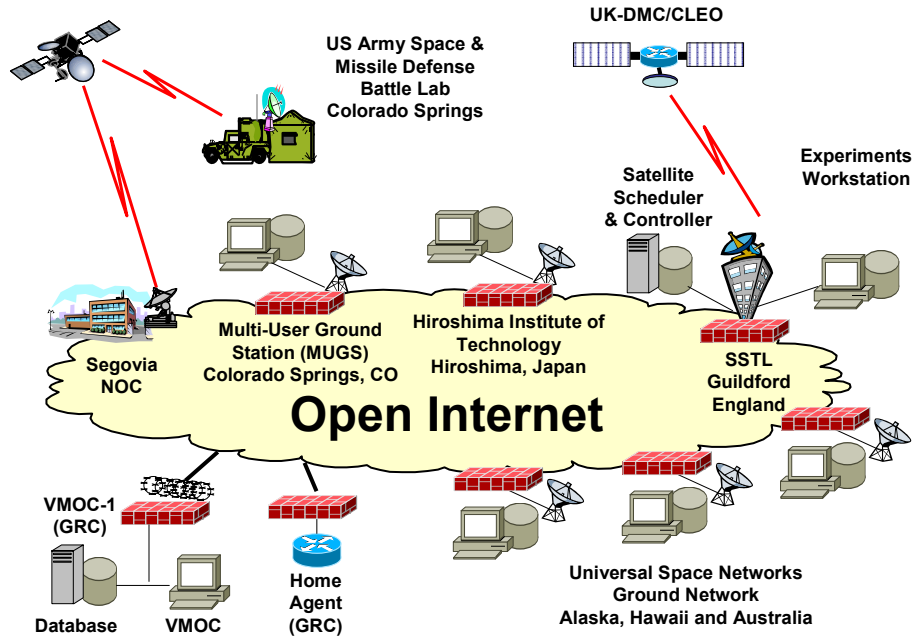 UK-DMC/CLEO
US Army Space &
Missile Defense
Battle Lab
Colorado Springs
Experiments
Workstation
Satellite
Scheduler
& Controller
Segovia
NOC
Multi-User Ground
Station (MUGS)
Colorado Springs, CO
Hiroshima Institute of
Technology
Hiroshima, Japan
SSTL
Guildford
England
Open Internet
VMOC-1
(GRC)
Database
VMOC
Home
Agent
(GRC)
Universal Space Networks
Ground Network
Alaska, Hawaii and Australia